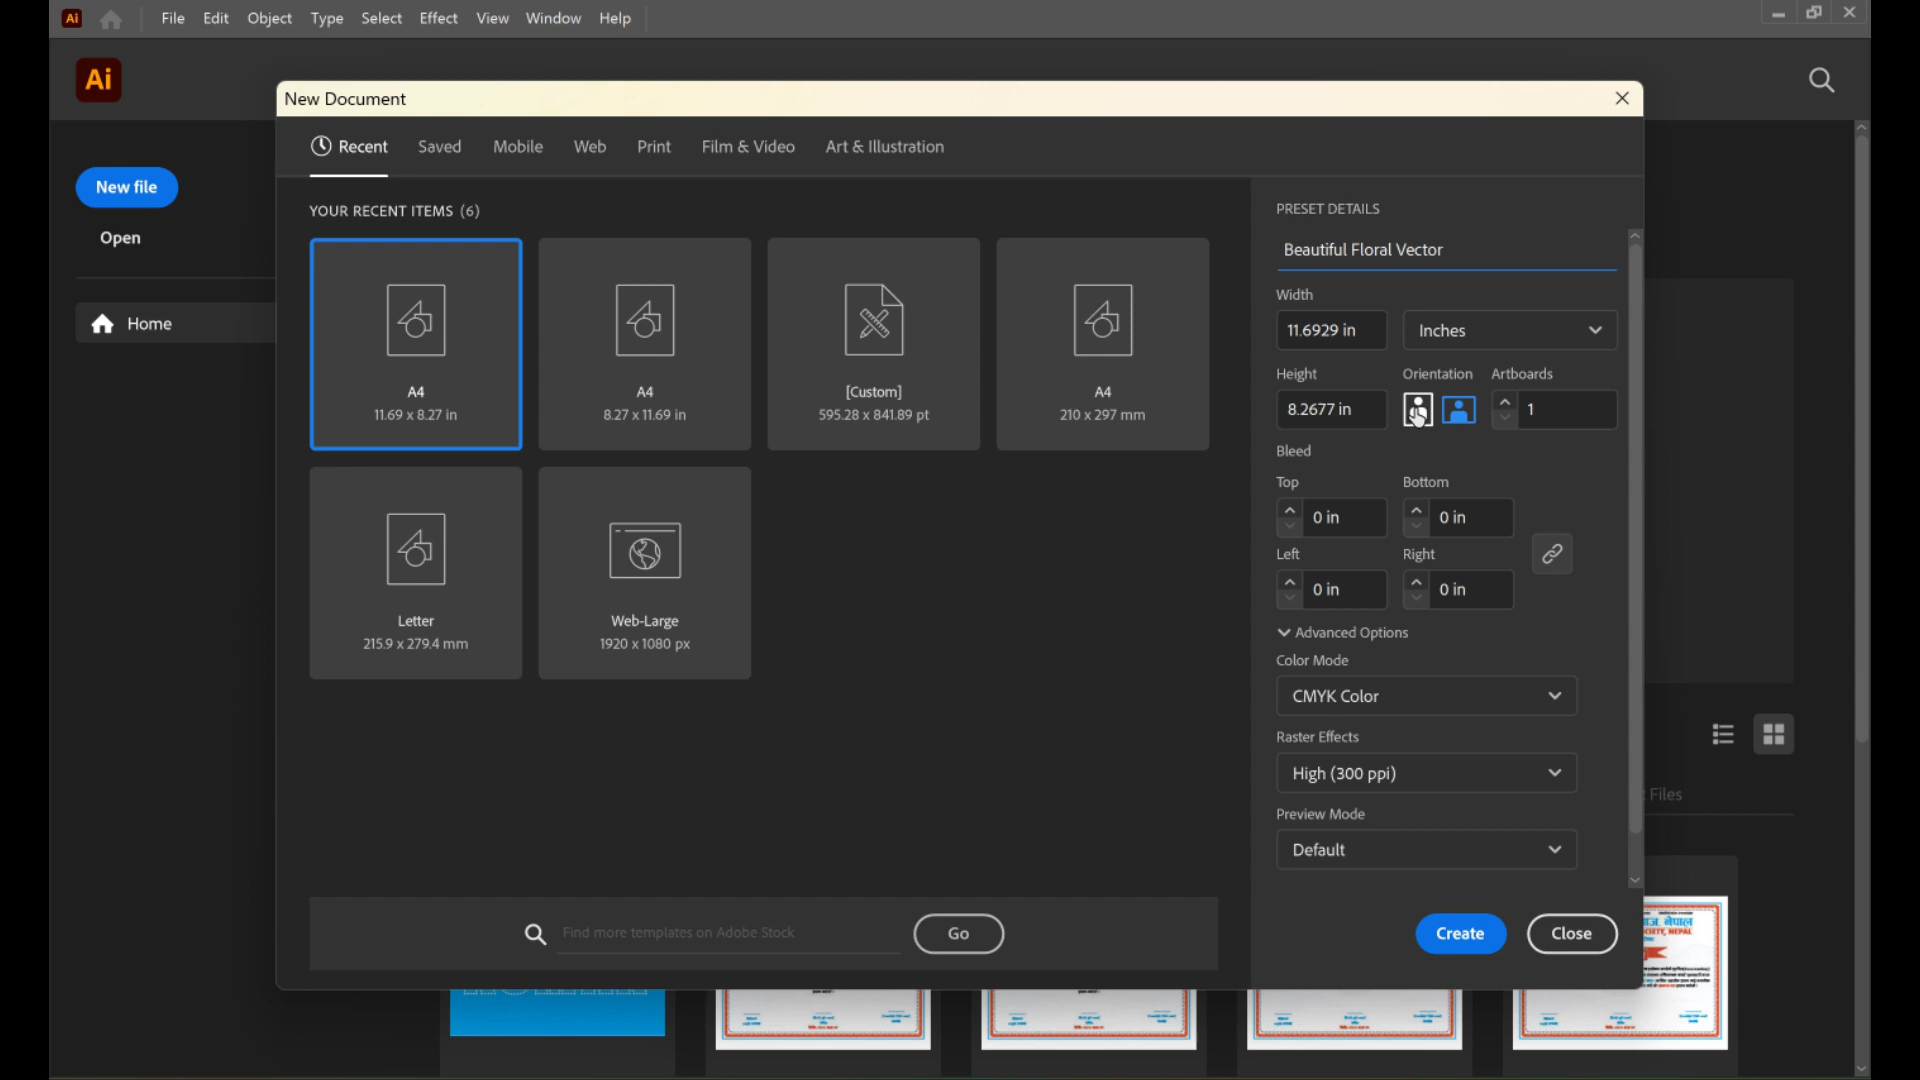 Ai File Edit Object Type Select Effect View Window Help
Ai
New Document
New file
Open
Home
Recent Saved Mobile Web Print Film & Video Art & Illustration
YOUR RECENT ITEMS (6)
A4
11.69 x 8.27 in
A4
8.27 x 11.69 in
[Custom]
595.28 x 841.89 pt
A4
210 x 297 mm
Letter
215.9 x 279.4 mm
Web-Large
1920 x 1080 px
Find more templates on Adobe Stock
Go
PRESET DETAILS
Beautiful Floral Vector
Width
11.6929 in Inches
Height Orientation Artboards
8.2677 in 1
Bleed
Top Bottom
0 in 0 in
Left Right
0 in 0 in
Advanced Options
Color Mode
CMYK Color
Raster Effects
High (300 ppi)
Preview Mode
Default
Create Close
Files
नेपाल
NEPAL